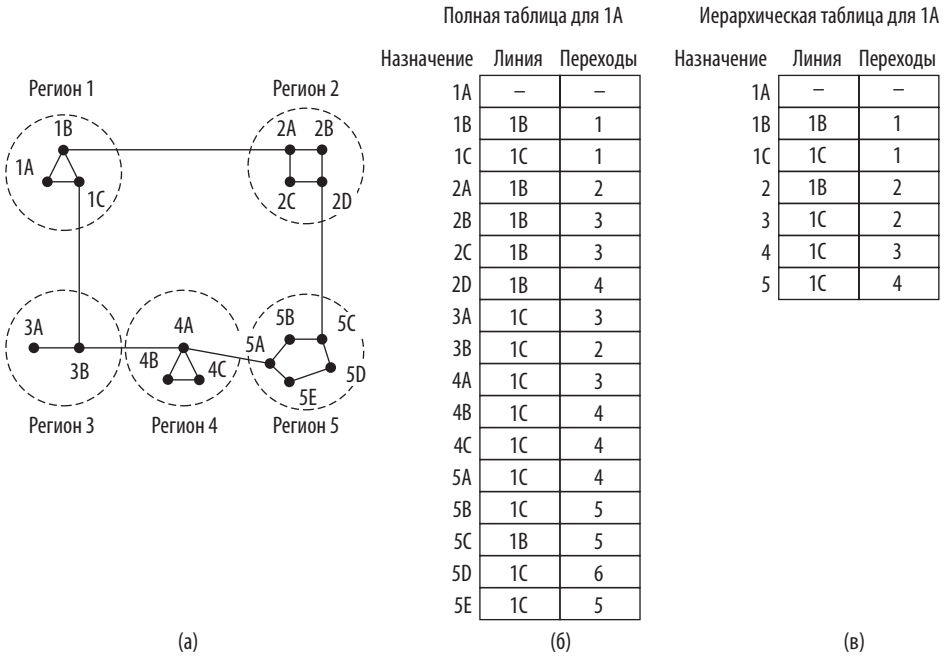 Полная таблица для 1A
Иерархическая таблица для 1A
Назначение Линия Переходы
Назначение Линия Переходы
Регион 1
Регион 2
1B
1A
1C
2A 2B
2C 2D
3A
3B
4A
4B 4C
5B 5C
5A
5D
5E
Регион 3
Регион 4
Регион 5
1A – –
1B 1B 1
1C 1C 1
2A 1B 2
2B 1B 3
2C 1B 3
2D 1B 4
3A 1C 3
3B 1C 2
4A 1C 3
4B 1C 4
4C 1C 4
5A 1C 4
5B 1C 5
5C 1B 5
5D 1C 6
5E 1C 5
1A – –
1B 1B 1
1C 1C 1
2 1B 2
3 1C 2
4 1C 3
5 1C 4
(а)
(б)
(в)